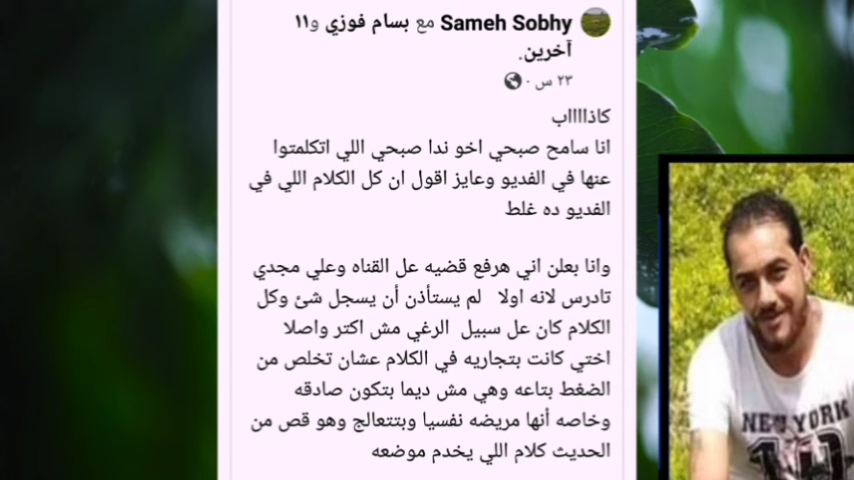 Sameh Sobhy مع بسام فوزي و١١
آخرين.
٢٣ س ·
كاذاااااب
انا سامح صبحي اخو ندا صبحي اللي اتكلمتوا
عنها في الفديو وعايز اقول ان كل الكلام اللي في
الفديو ده غلط
وانا بعلن اني هرفع قضيه عل القناه وعلي مجدي
تادرس لانه اولا لم يستأذن أن يسجل شئ وكل
الكلام كان عل سبيل الرغي مش اكتر واصلا
اختي كانت بتجاريه في الكلام عشان تخلص من
الضغط بتاعه وهي مش ديما بتكون صادقه
وخاصه أنها مريضه نفسيا وبتتعالج وهو قص من
الحديث كلام اللي يخدم موضعه
NEW YORK